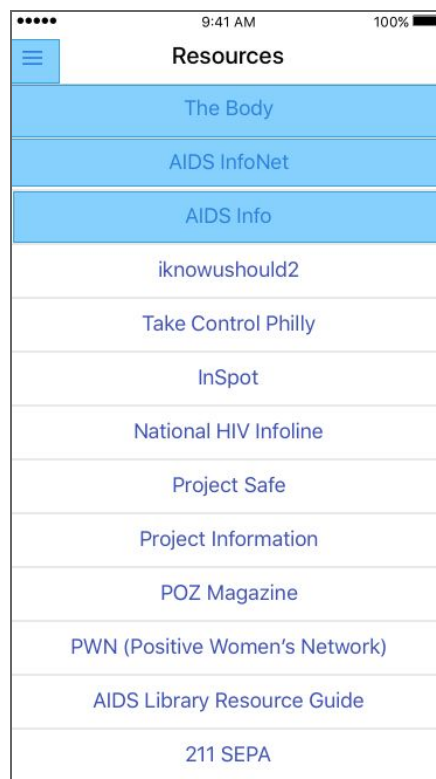 9:41 AM 100%
Resources
The Body
AIDS InfoNet
AIDS Info
iknowushould2
Take Control Philly
InSpot
National HIV Infoline
Project Safe
Project Information
POZ Magazine
PWN (Positive Women's Network)
AIDS Library Resource Guide
211 SEPA